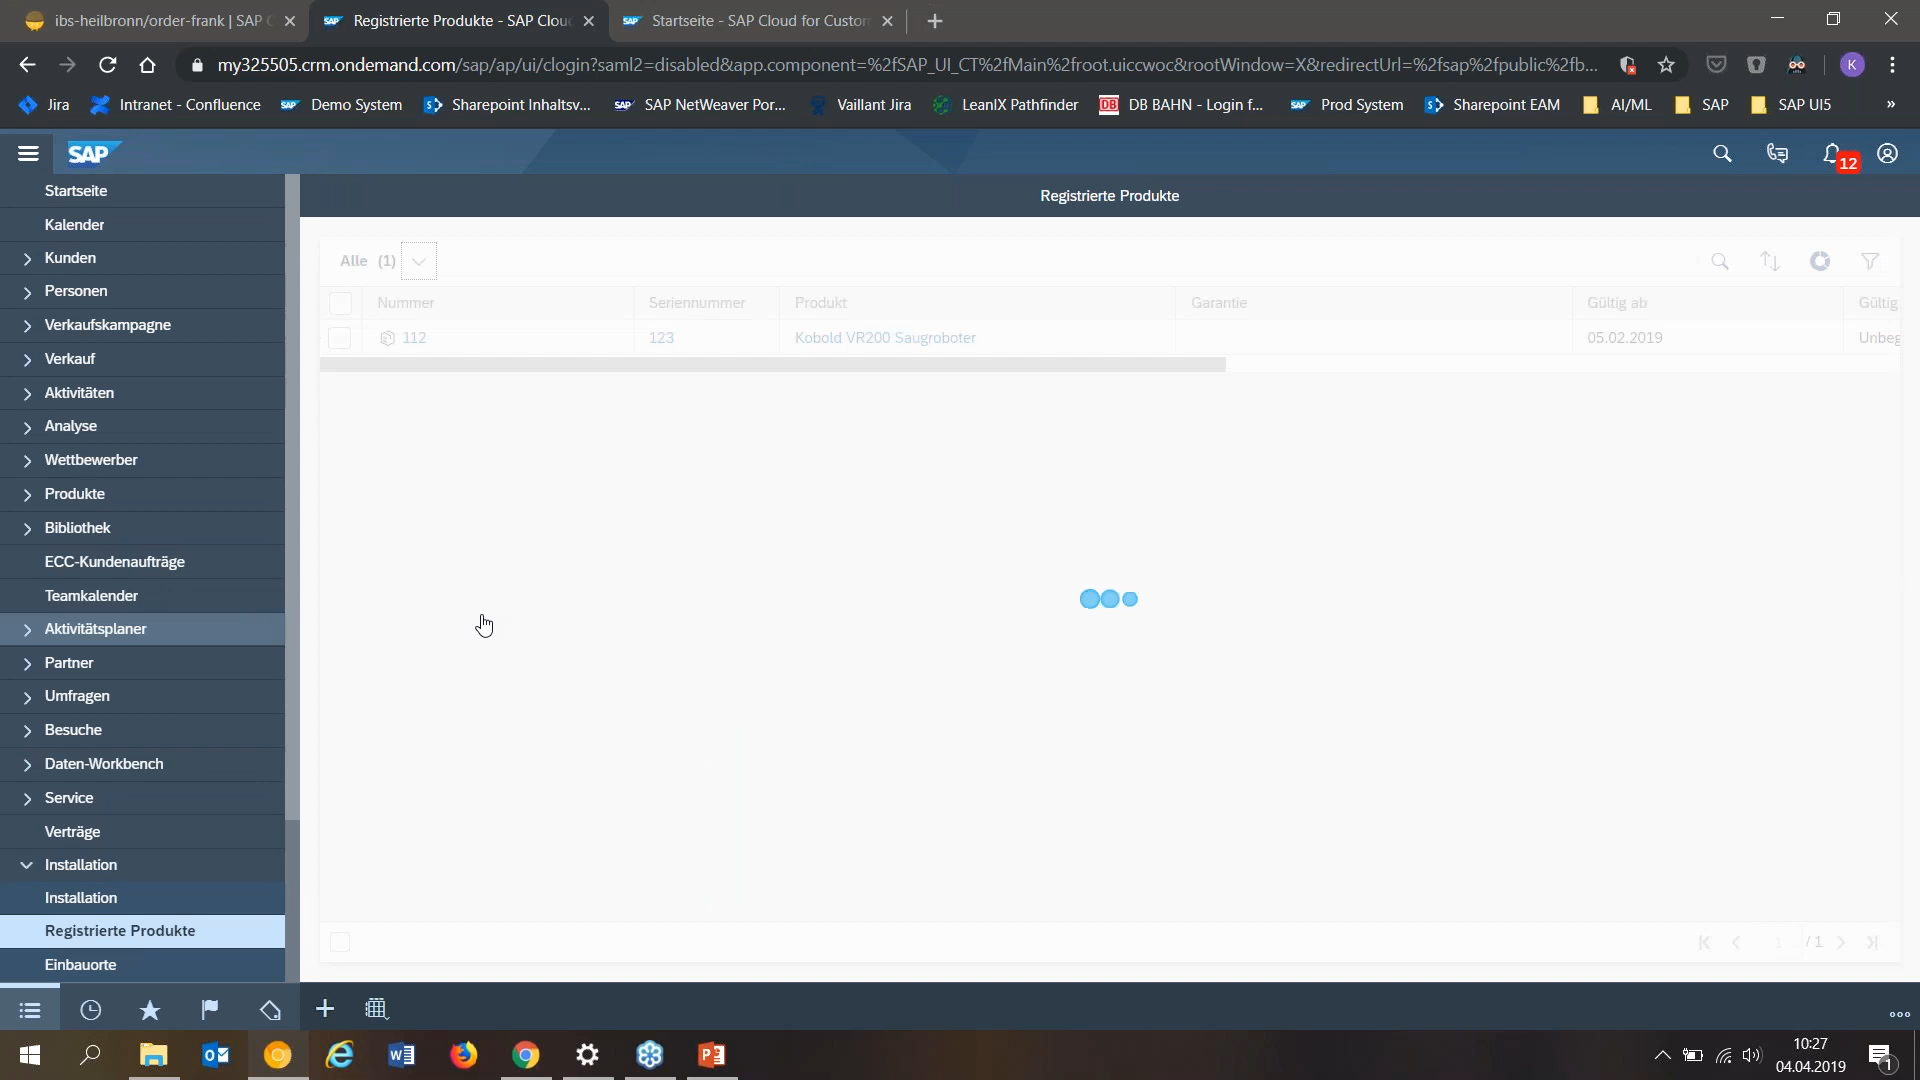 ibs-heilbronn/order-frank | SAP C
Registrierte Produkte - SAP Clou
SAP Startseite - SAP Cloud for Custom
my325505.crm.ondemand.com/sap/ap/ui/clogin?saml2=disabled&app.component=%2fSAP_UI_CT%2fMain%2froot.uiccwoc&rootWindow=X&redirectUrl=%2fsap%2fpublic%2fb...
K
Jira Intranet - Confluence Demo System Sharepoint Inhaltsv... SAP NetWeaver Por... Vaillant Jira LeanIX Pathfinder DB DB BAHN - Login f... Prod System Sharepoint EAM AI/ML SAP SAP UI5 »
SAP
12
Startseite
Kalender
Kunden
Personen
Verkaufskampagne
Verkauf
Aktivitäten
Analyse
Wettbewerber
Produkte
Bibliothek
ECC-Kundenaufträge
Teamkalender
Aktivitätsplaner
Partner
Umfragen
Besuche
Daten-Workbench
Service
Verträge
Installation
Installation
Registrierte Produkte
Einbauorte
Registrierte Produkte
Alle (1)
Nummer Seriennummer Produkt Garantie Gültig ab Gültig
112 123 Kobold VR200 Saugroboter 05.02.2019 Unbeg
1 / 1
10:27
04.04.2019
1